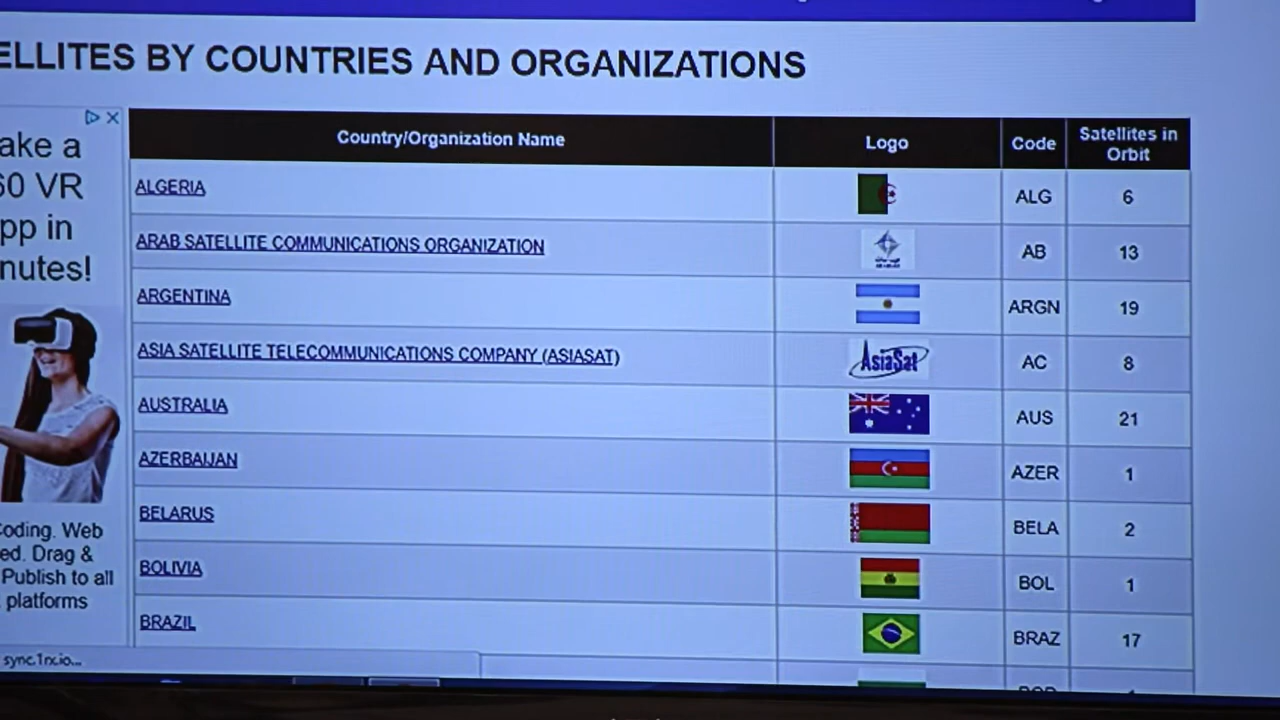 ELLITES BY COUNTRIES AND ORGANIZATIONS
ake a
60 VR
pp in
nutes!
Coding. Web
ed. Drag &
Publish to all
platforms
Country/Organization Name Logo Code Satellites in Orbit
ALGERIA ALG 6
ARAB SATELLITE COMMUNICATIONS ORGANIZATION AB 13
ARGENTINA ARGN 19
ASIA SATELLITE TELECOMMUNICATIONS COMPANY (ASIASAT) AsiaSat AC 8
AUSTRALIA AUS 21
AZERBAIJAN AZER 1
BELARUS BELA 2
BOLIVIA BOL 1
BRAZIL BRAZ 17
sync.1rx.io...